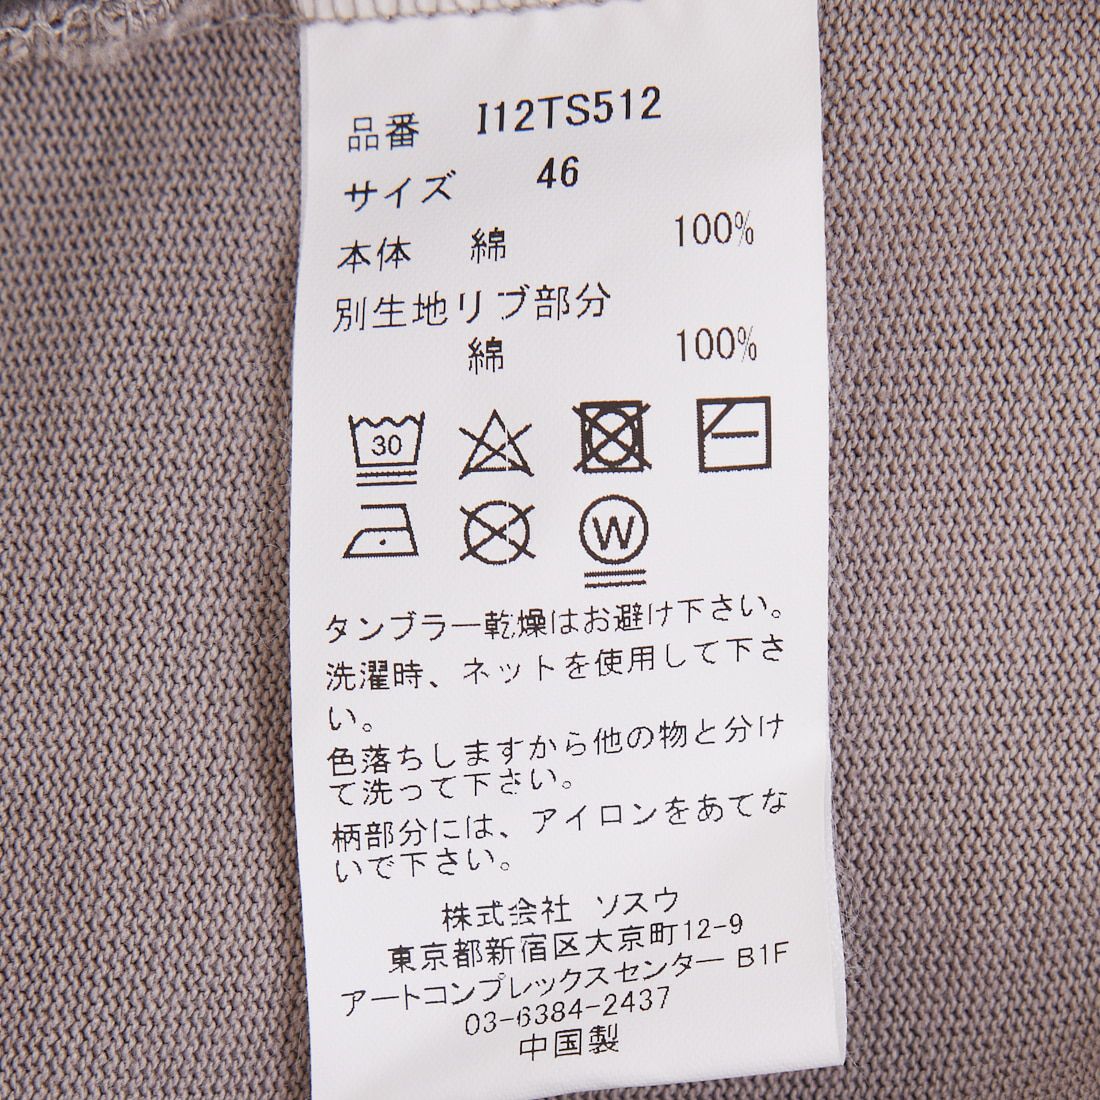 品番 I12TS512
サイズ 46
本体 綿 100%
別生地リブ部分
綿 100%
30
W
タンブラー乾燥はお避け下さい。
洗濯時、ネットを使用して下さ
い。
色落ちしますから他の物と分け
て洗って下さい。
柄部分には、アイロンをあてな
いで下さい。
株式会社 ソスウ
東京都新宿区大京町12-9
アートコンプレックスセンター B1F
03-6384-2437
中国製